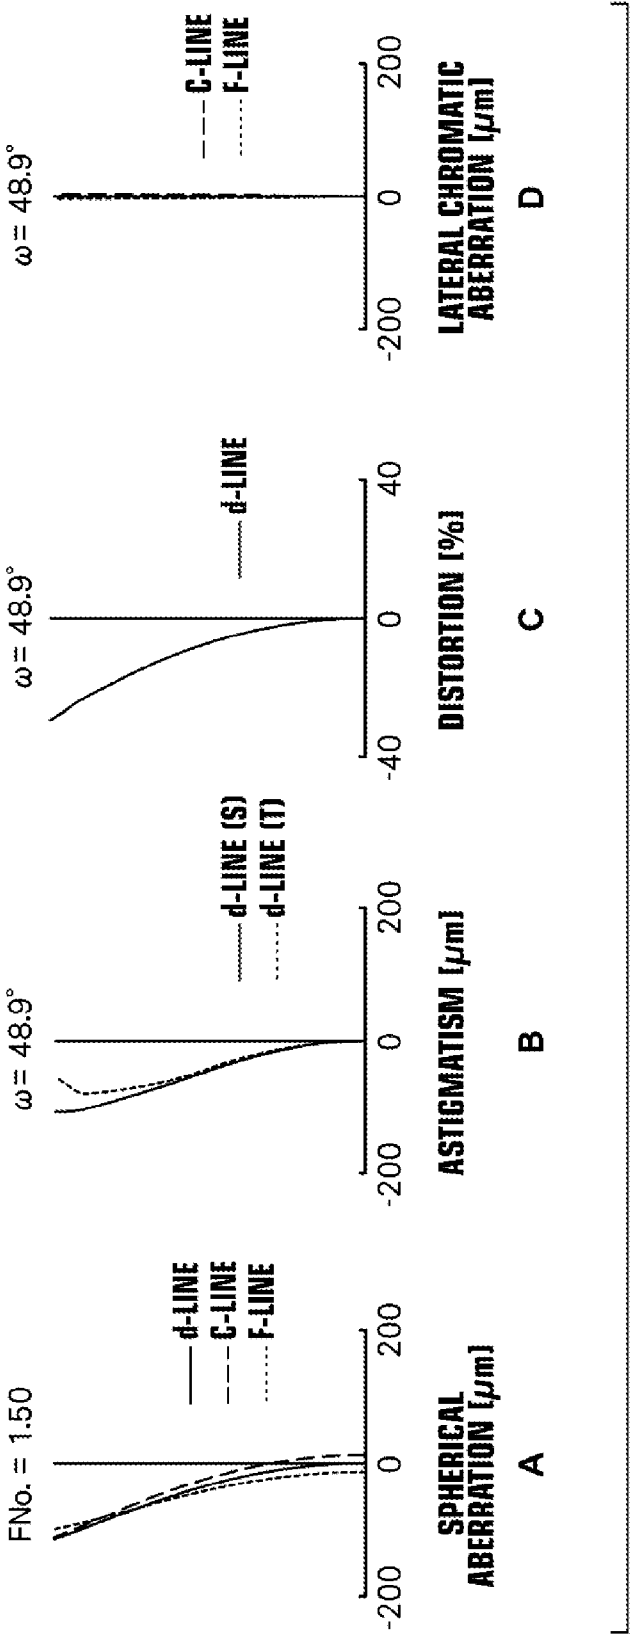 FNo. = 1.50
d-LINE
C-LINE
F-LINE
-200
0
200
SPHERICAL
ABERRATION [μm]
A
ω= 48.9°
d-LINE (S)
d-LINE (T)
-200
0
200
ASTIGMATISM [μm]
B
ω= 48.9°
d-LINE
-40
0
40
DISTORTION [%]
C
ω= 48.9°
C-LINE
F-LINE
-200
0
200
LATERAL CHROMATIC
ABERRATION [μm]
D